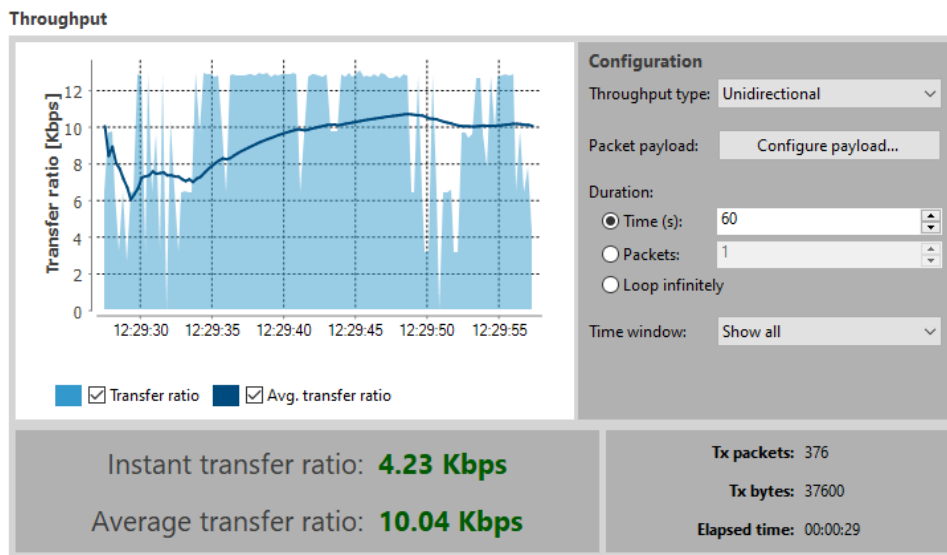 Throughput
Transfer ratio [Kbps]
12
10
8
6
4
2
0
12:29:30 12:29:35 12:29:40 12:29:45 12:29:50 12:29:55
Transfer ratio Avg. transfer ratio
Configuration
Throughput type: Unidirectional
Packet payload: Configure payload...
Duration:
Time (s): 60
Packets: 1
Loop infinitely
Time window: Show all
Instant transfer ratio: 4.23 Kbps
Average transfer ratio: 10.04 Kbps
Tx packets: 376
Tx bytes: 37600
Elapsed time: 00:00:29